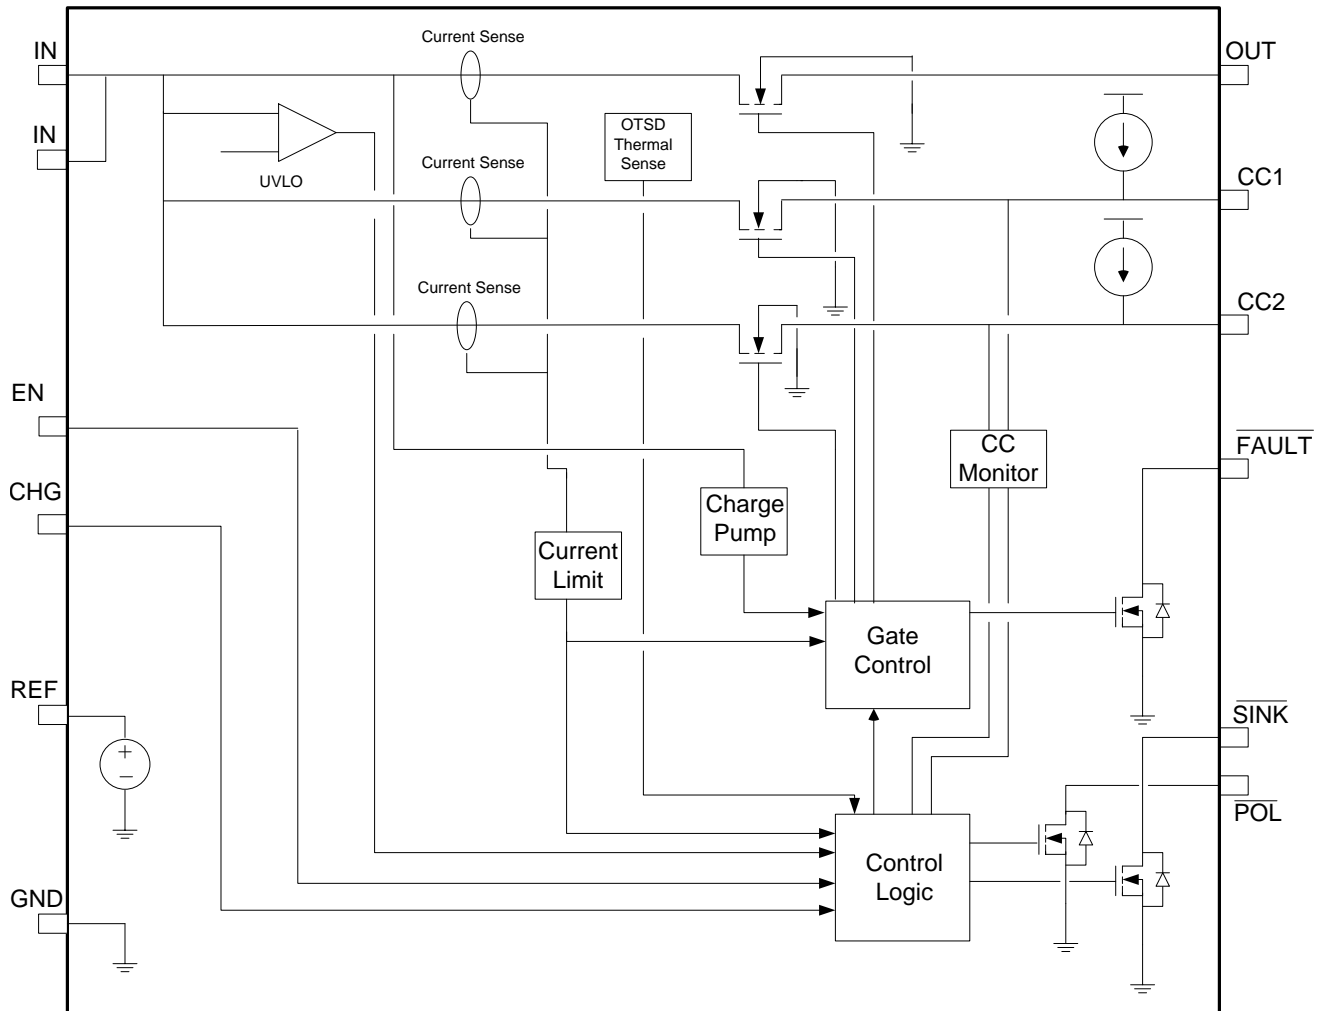 Current Sense
IN
OUT
IN
OTSD
Thermal
Sense
UVLO
Current Sense
CC1
Current Sense
CC2
EN
FAULT
CC
Monitor
CHG
Charge
Pump
Current
Limit
Gate
Control
REF
SINK
+
−
POL
Control
Logic
GND